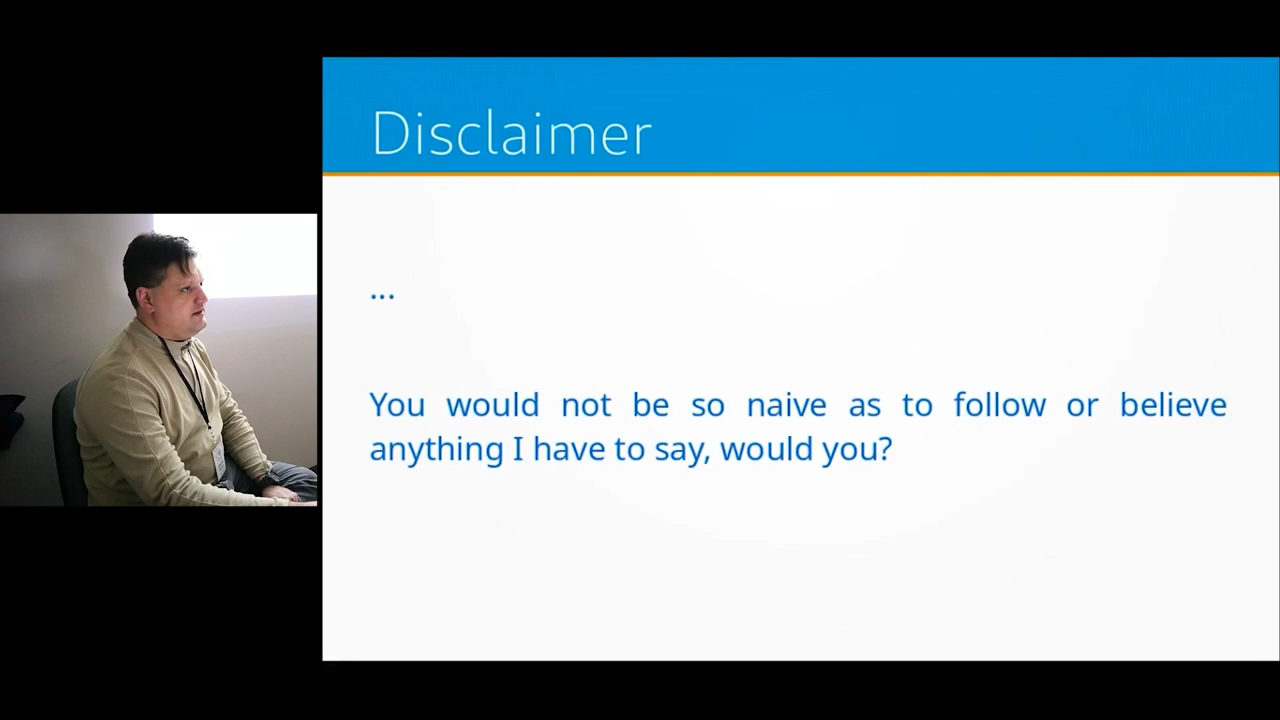 Disclaimer
...
You would not be so naive as to follow or believe
anything I have to say, would you?